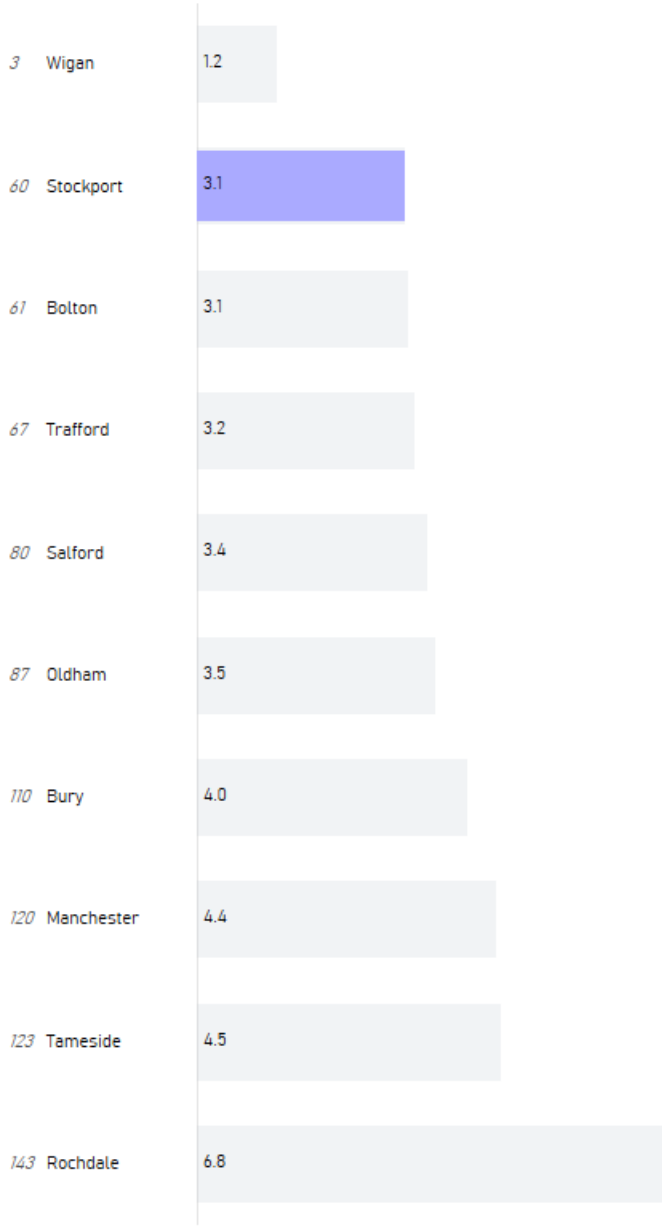 3 Wigan 1.2
60 Stockport 3.1
61 Bolton 3.1
67 Trafford 3.2
80 Salford 3.4
87 Oldham 3.5
110 Bury 4.0
120 Manchester 4.4
123 Tameside 4.5
143 Rochdale 6.8